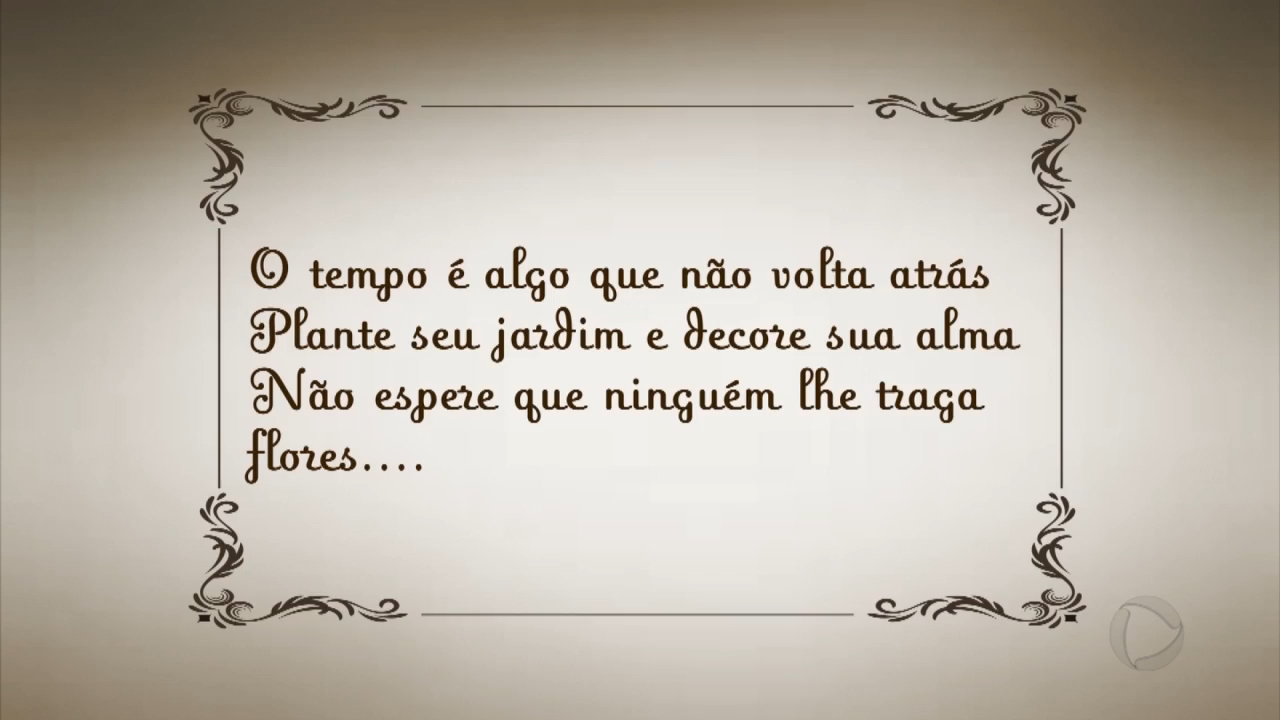 O tempo é algo que não volta atrás
Plante seu jardim e decore sua alma
Não espere que ninguém lhe traga
flores....